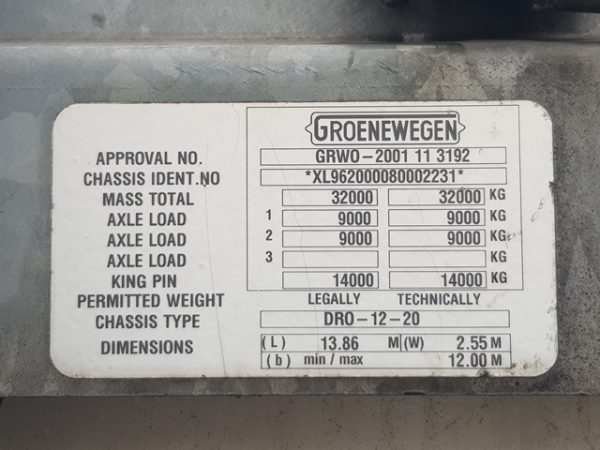 GROENEWEGEN
APPROVAL NO. GRWO-2001 11 3192
CHASSIS IDENT.NO *XL962000080002231*
MASS TOTAL 32000 32000 KG
AXLE LOAD 1 9000 9000 KG
AXLE LOAD 2 9000 9000 KG
AXLE LOAD 3 KG
KING PIN 14000 14000 KG
PERMITTED WEIGHT LEGALLY TECHNICALLY
CHASSIS TYPE DRO-12-20
DIMENSIONS (L) 13.86 M (W) 2.55 M
(b) min / max 12.00 M